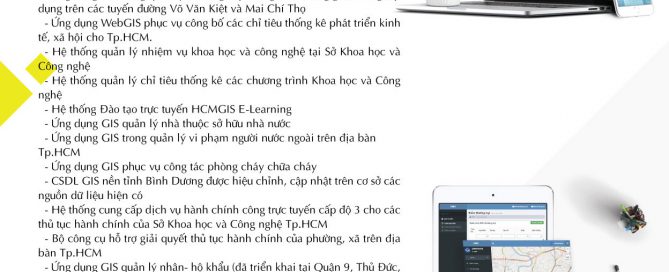 dụng trên các tuyến đường Võ Văn Kiệt và Mai Chí Thọ
- Ứng dụng WebGIS phục vụ công bố các chỉ tiêu thống kê phát triển kinh
tế, xã hội cho Tp.HCM.
- Hệ thống quản lý nhiệm vụ khoa học và công nghệ tại Sở Khoa học và
Công nghệ
- Hệ thống quản lý chỉ tiêu thống kê các chương trình Khoa học và Công
nghệ
- Hệ thống Đào tạo trực tuyến HCMGIS E-Learning
- Ứng dụng GIS quản lý nhà thuộc sở hữu nhà nước
- Ứng dụng GIS trong quản lý vi phạm người nước ngoài trên địa bàn
Tp.HCM
- Ứng dụng GIS phục vụ công tác phòng cháy chữa cháy
- CSDL GIS nền tỉnh Bình Dương được hiệu chỉnh, cập nhật trên cơ sở các
nguồn dữ liệu hiện có
- Hệ thống cung cấp dịch vụ hành chính công trực tuyến cấp độ 3 cho các
thủ tục hành chính của Sở Khoa học và Công nghệ Tp.HCM
- Bộ công cụ hỗ trợ giải quyết thủ tục hành chính của phường, xã trên địa
bàn Tp.HCM
- Ứng dụng GIS quản lý nhân- hộ khẩu (đã triển khai tại Quận 9, Thủ Đức,